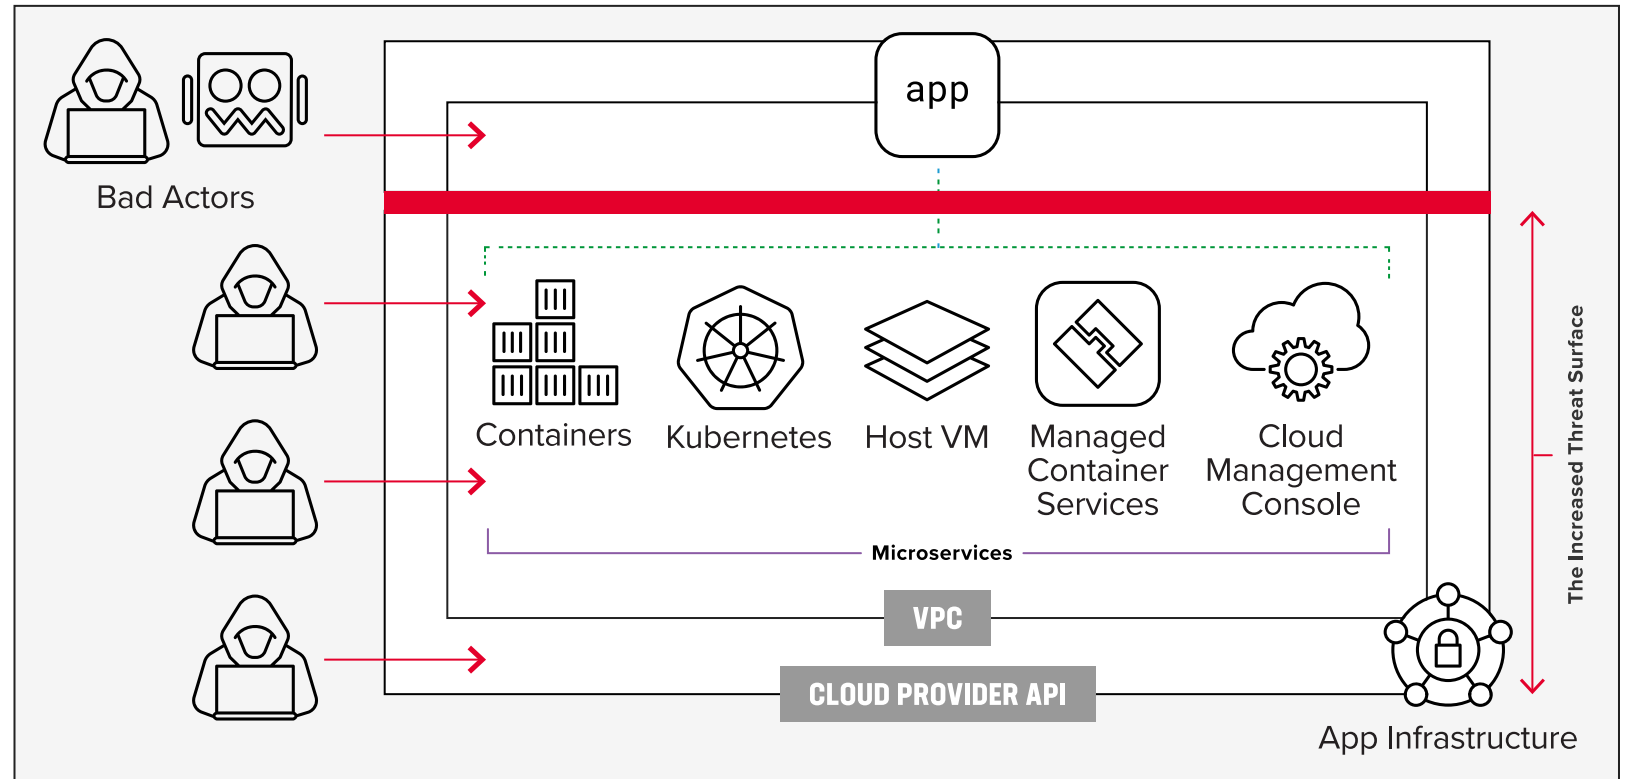 app
Bad Actors
Containers
Kubernetes
Host VM
Managed
Container
Services
Cloud
Management
Console
Microservices
VPC
CLOUD PROVIDER API
The Increased Threat Surface
App Infrastructure